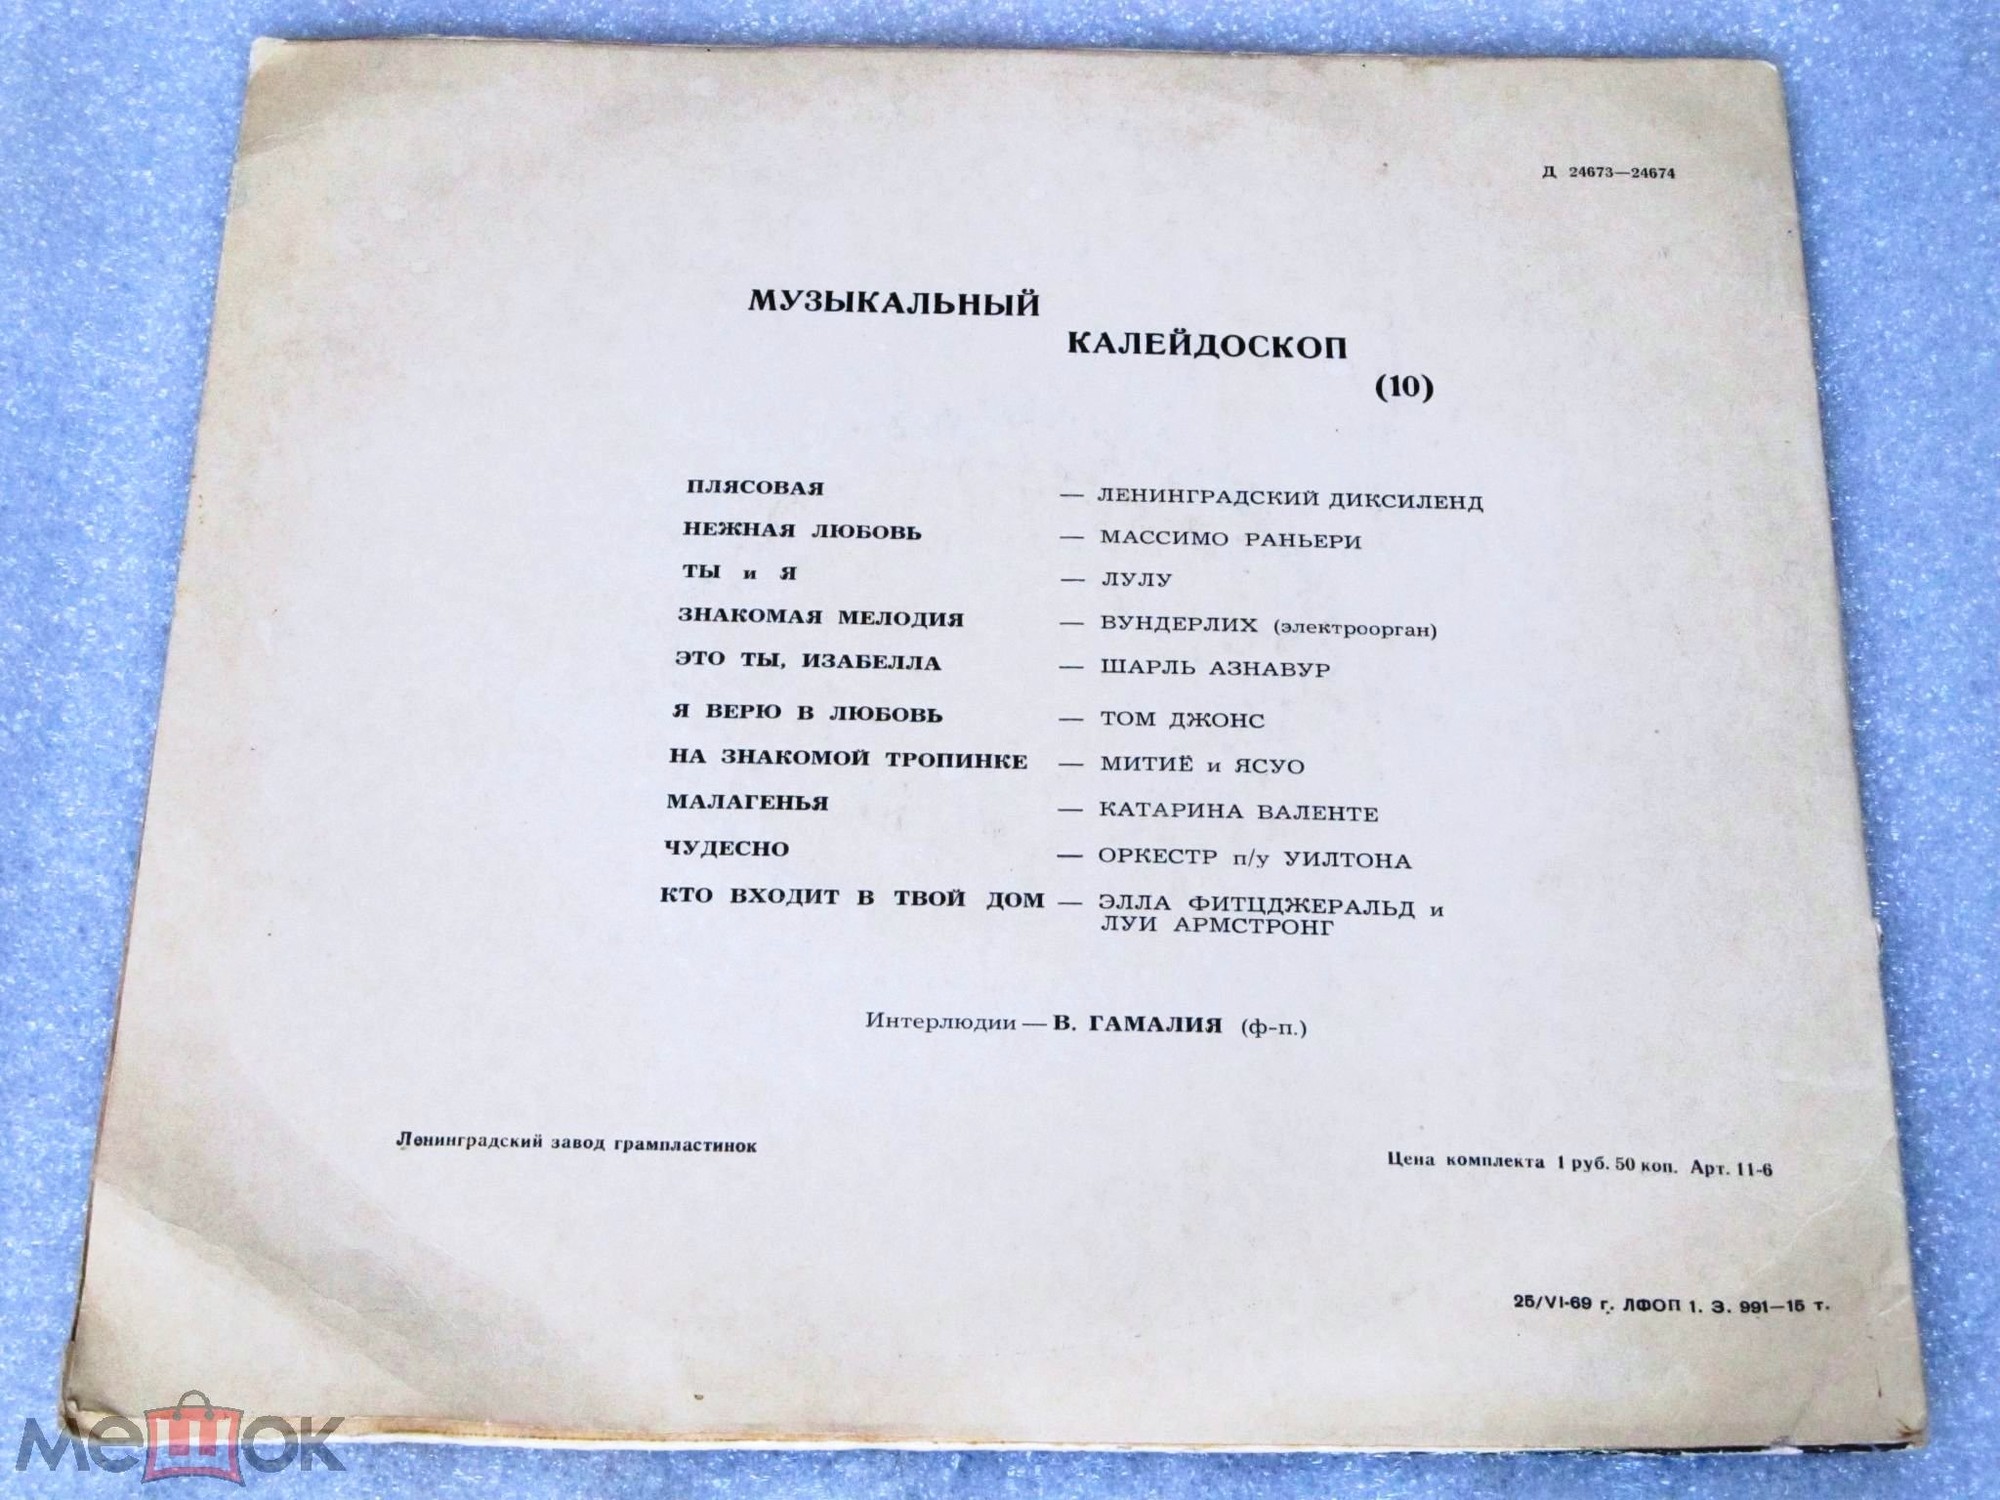 Д 24673—24674
МУЗЫКАЛЬНЫЙ
КАЛЕЙДОСКОП
(10)
ПЛЯСОВАЯ — ЛЕНИНГРАДСКИЙ ДИКСИЛЕНД
НЕЖНАЯ ЛЮБОВЬ — МАССИМО РАНЬЕРИ
ТЫ и Я — ЛУЛУ
ЗНАКОМАЯ МЕЛОДИЯ — ВУНДЕРЛИХ (электроорган)
ЭТО ТЫ, ИЗАБЕЛЛА — ШАРЛЬ АЗНАВУР
Я ВЕРЮ В ЛЮБОВЬ — ТОМ ДЖОНС
НА ЗНАКОМОЙ ТРОПИНКЕ — МИТИЁ и ЯСУО
МАЛАГЕНЬЯ — КАТАРИНА ВАЛЕНТЕ
ЧУДЕСНО — ОРКЕСТР п/у УИЛТОНА
КТО ВХОДИТ В ТВОЙ ДОМ — ЭЛЛА ФИТЦДЖЕРАЛЬД и
ЛУИ АРМСТРОНГ
Интерлюдии — В. ГАМАЛИЯ (ф-п.)
Ленинградский завод грампластинок
Цена комплекта 1 руб. 50 коп. Арт. 11-6
25/VI-69 г. ЛФОП 1. З. 991—15 т.
мешок